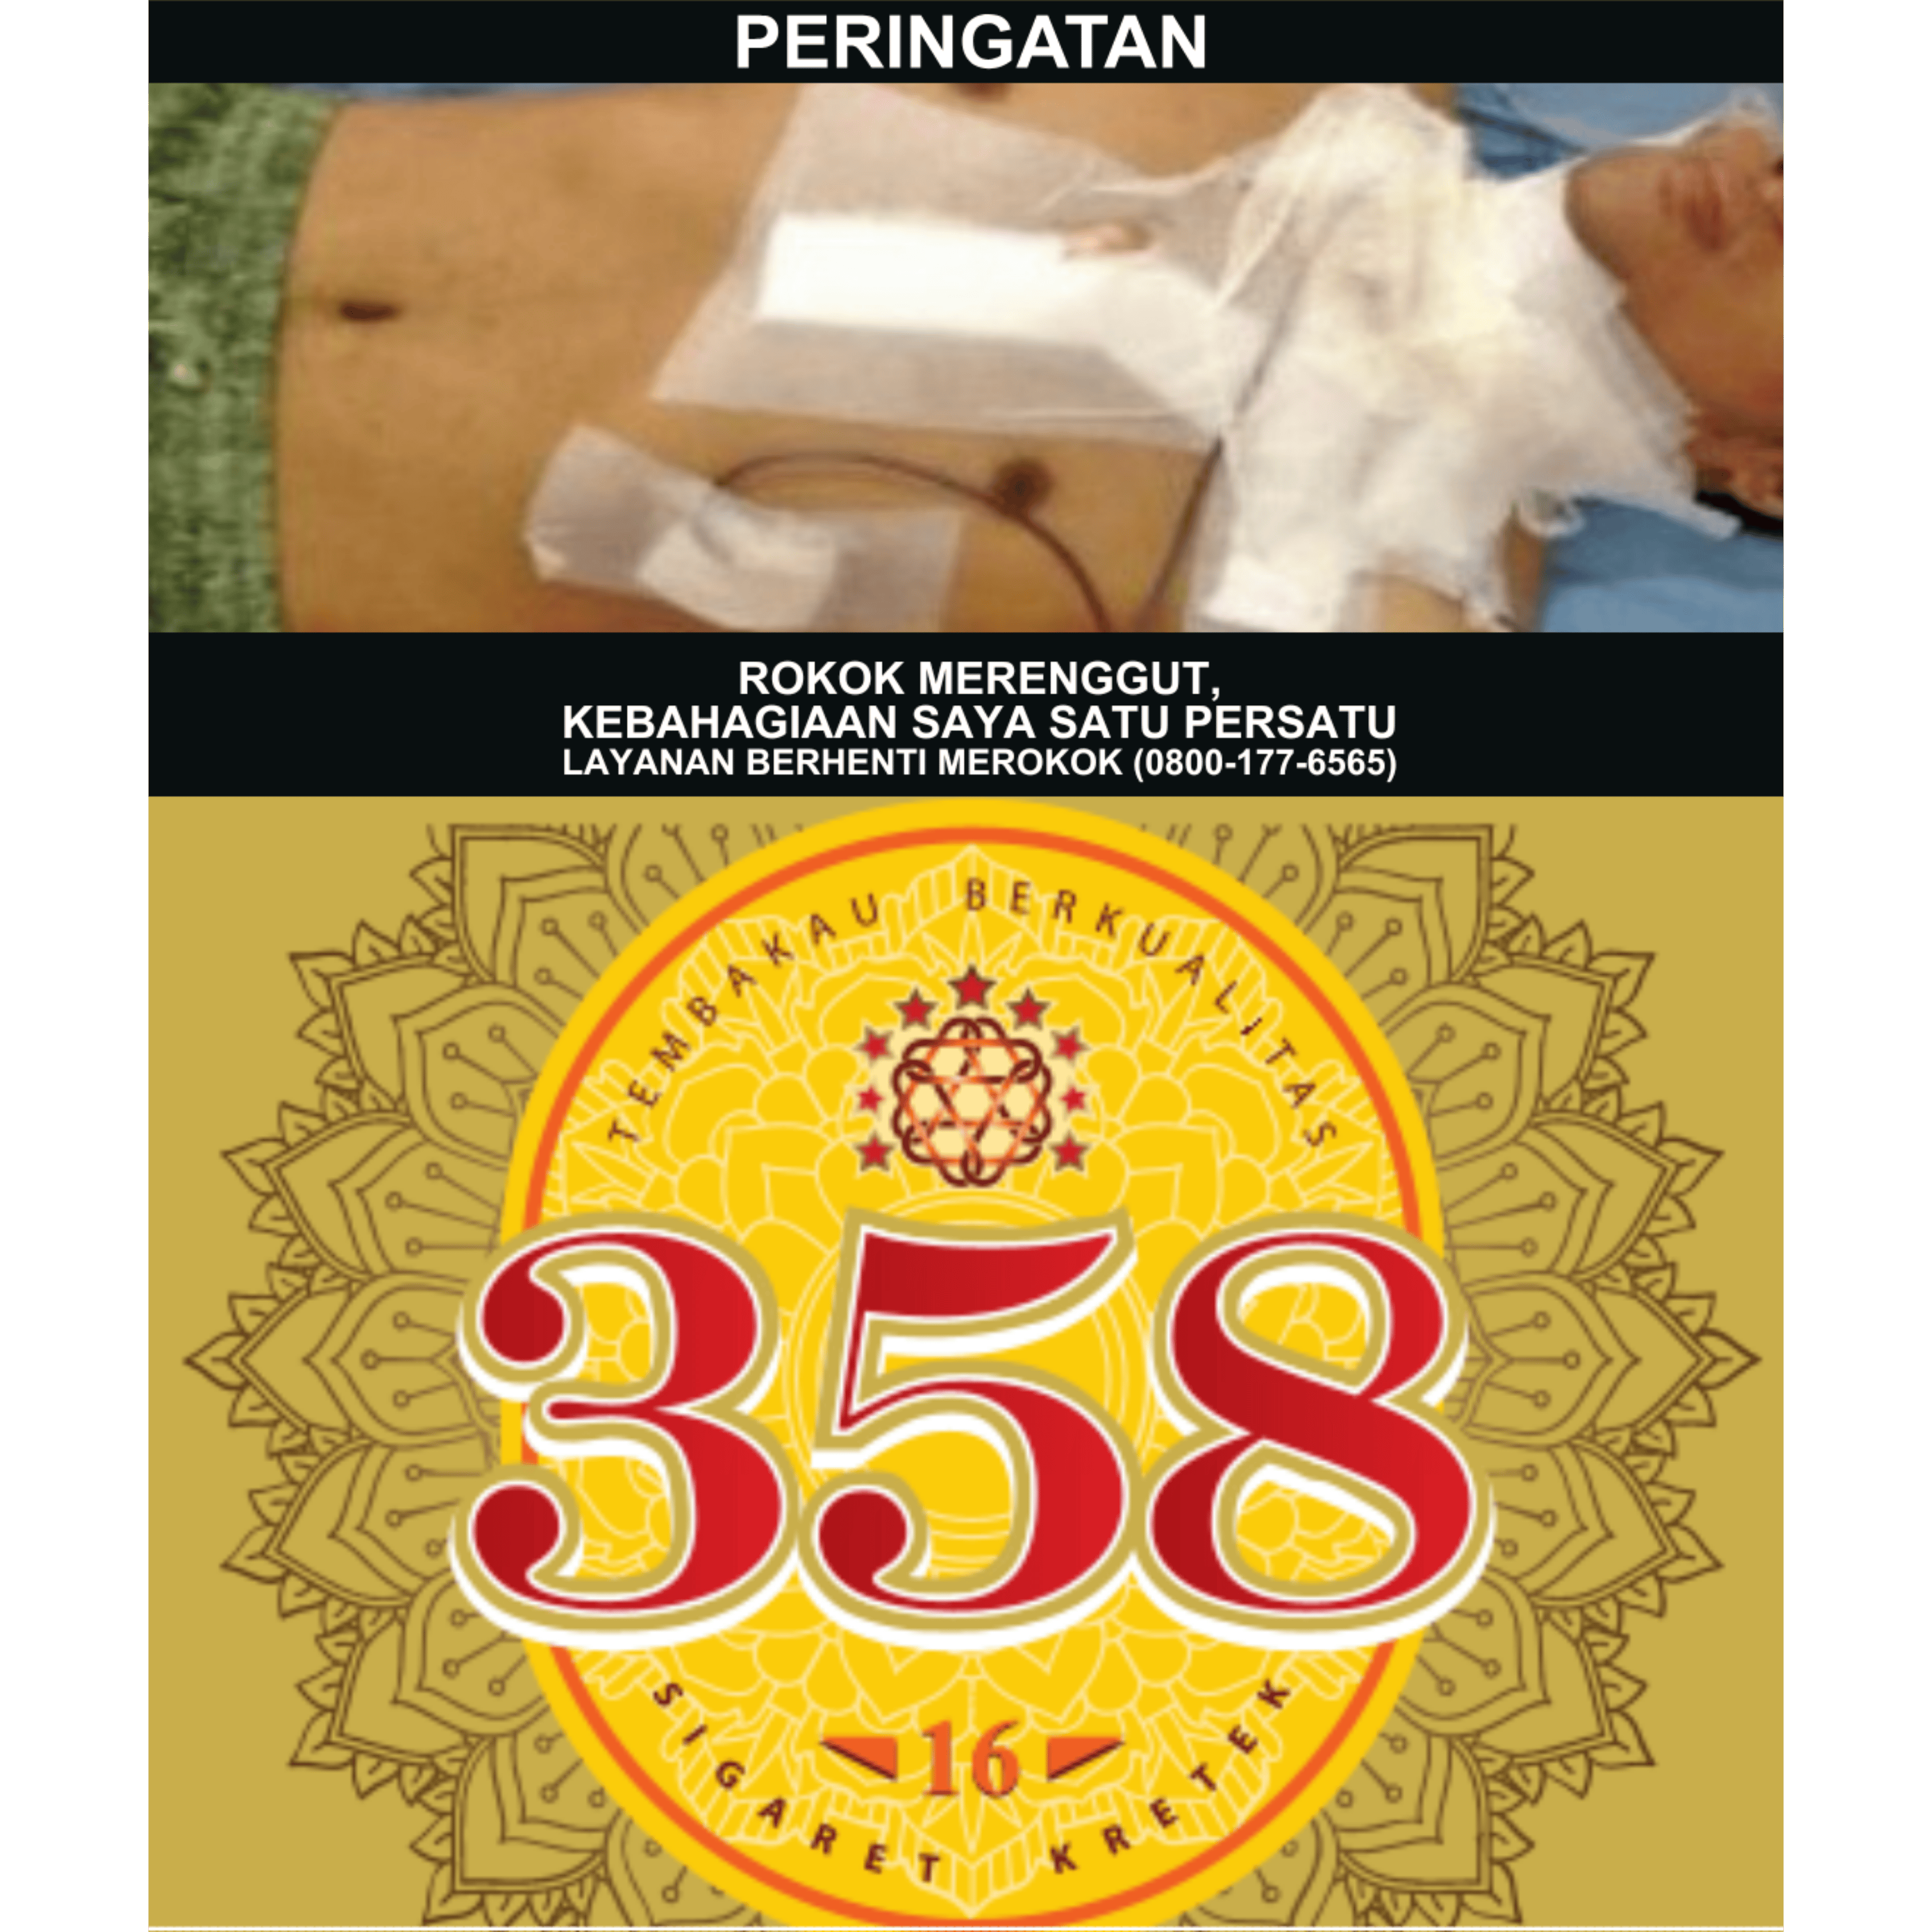 PERINGATAN
ROKOK MERENGGUT,
KEBAHAGIAAN SAYA SATU PERSATU
LAYANAN BERHENTI MEROKOK (0800-177-6565)
TEMBAKAU BERKUALITAS
358
16
SIGARET KRETEK